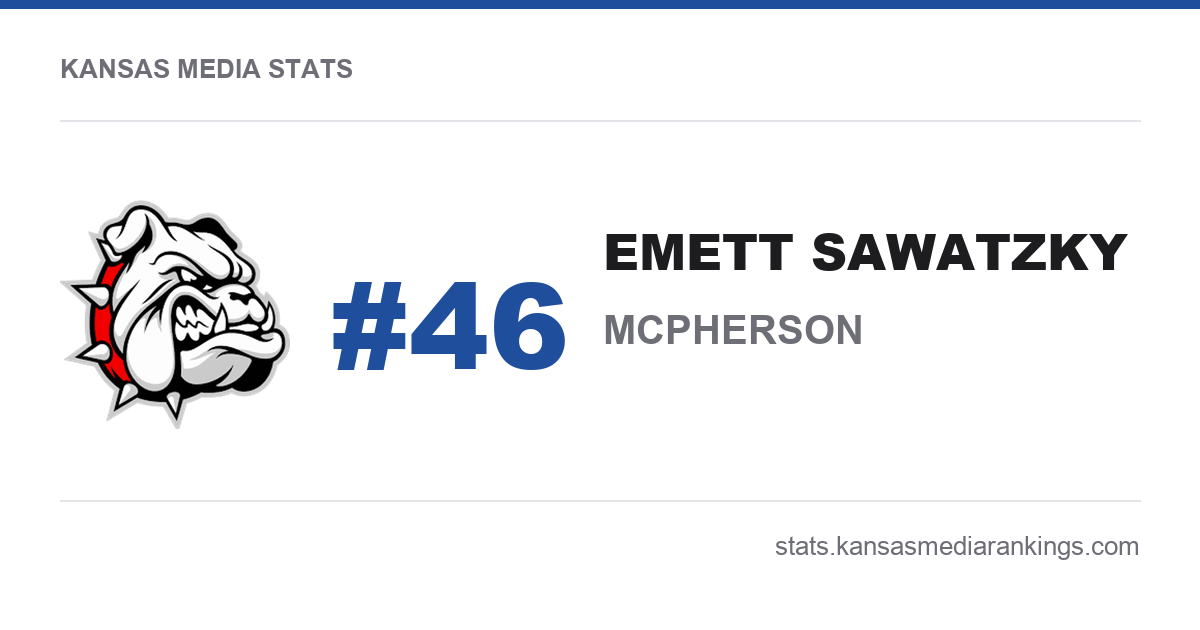 KANSAS MEDIA STATS
#46
EMETT SAWATZKY
MCPHERSON
stats.kansasmediarankings.com